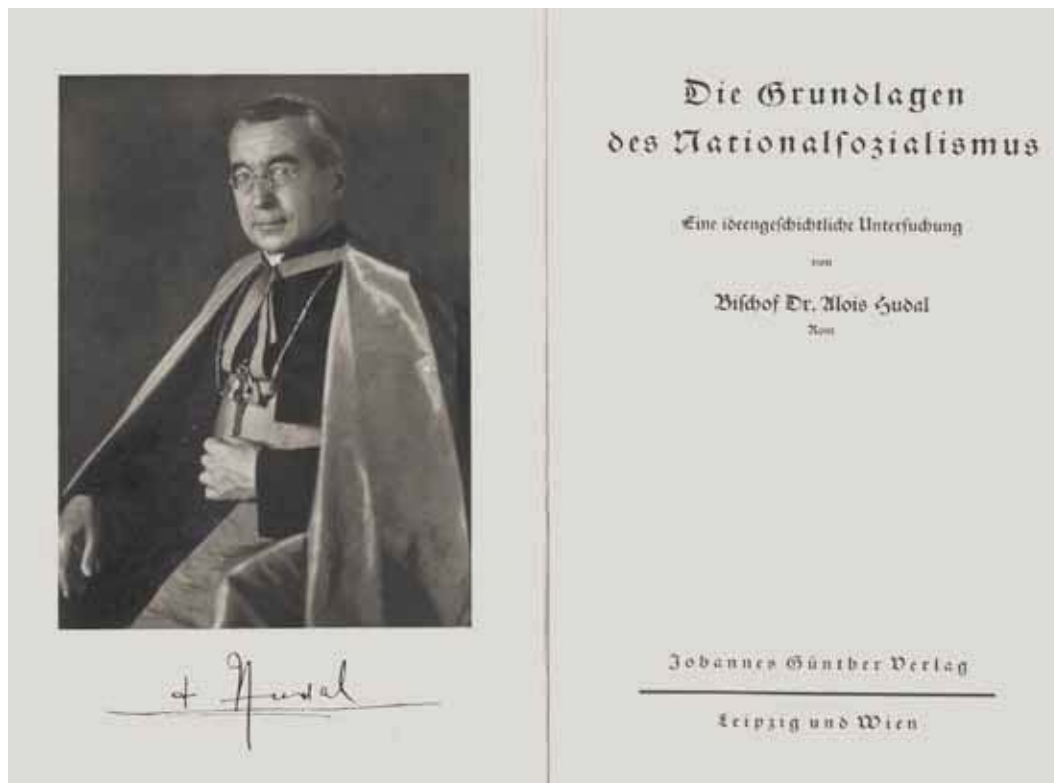 † Hudal
Die Grundlagen
des Nationalſozialismus
Eine ideengeſchichtliche Unterſuchung
von
Biſchof Dr. Alois Hudal
Rom
Johannes Günther Verlag
Leipzig und Wien